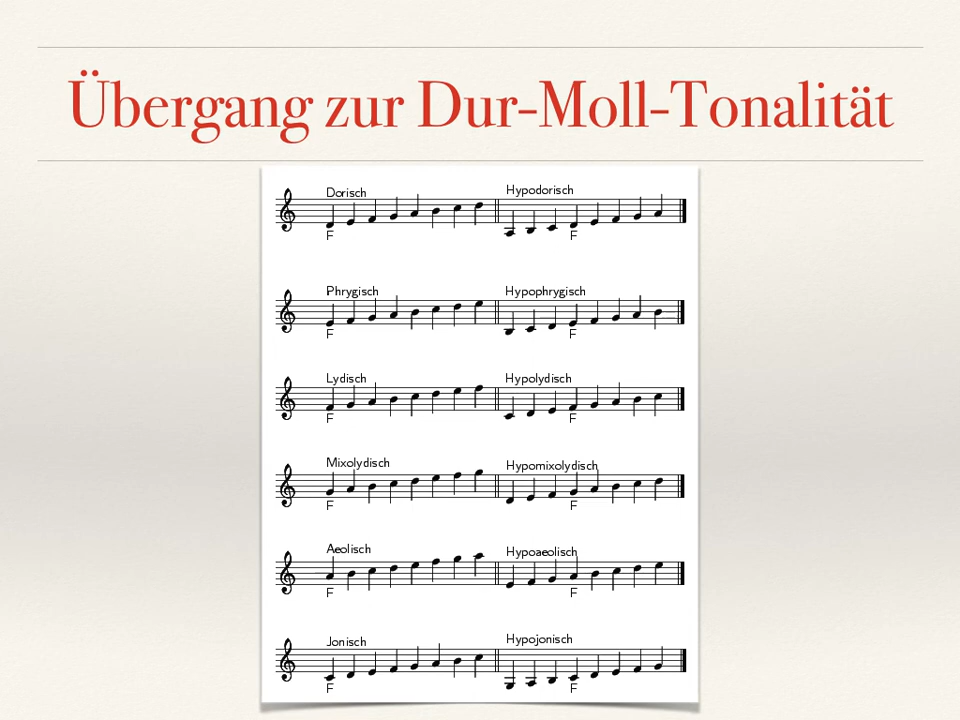 Übergang zur Dur-Moll-Tonalität
Dorisch Hypodorisch
F F
Phrygisch Hypophrygisch
F F
Lydisch Hypolydisch
F F
Mixolydisch Hypomixolydisch
F F
Aeolisch Hypoaeolisch
F F
Jonisch Hypojonisch
F F